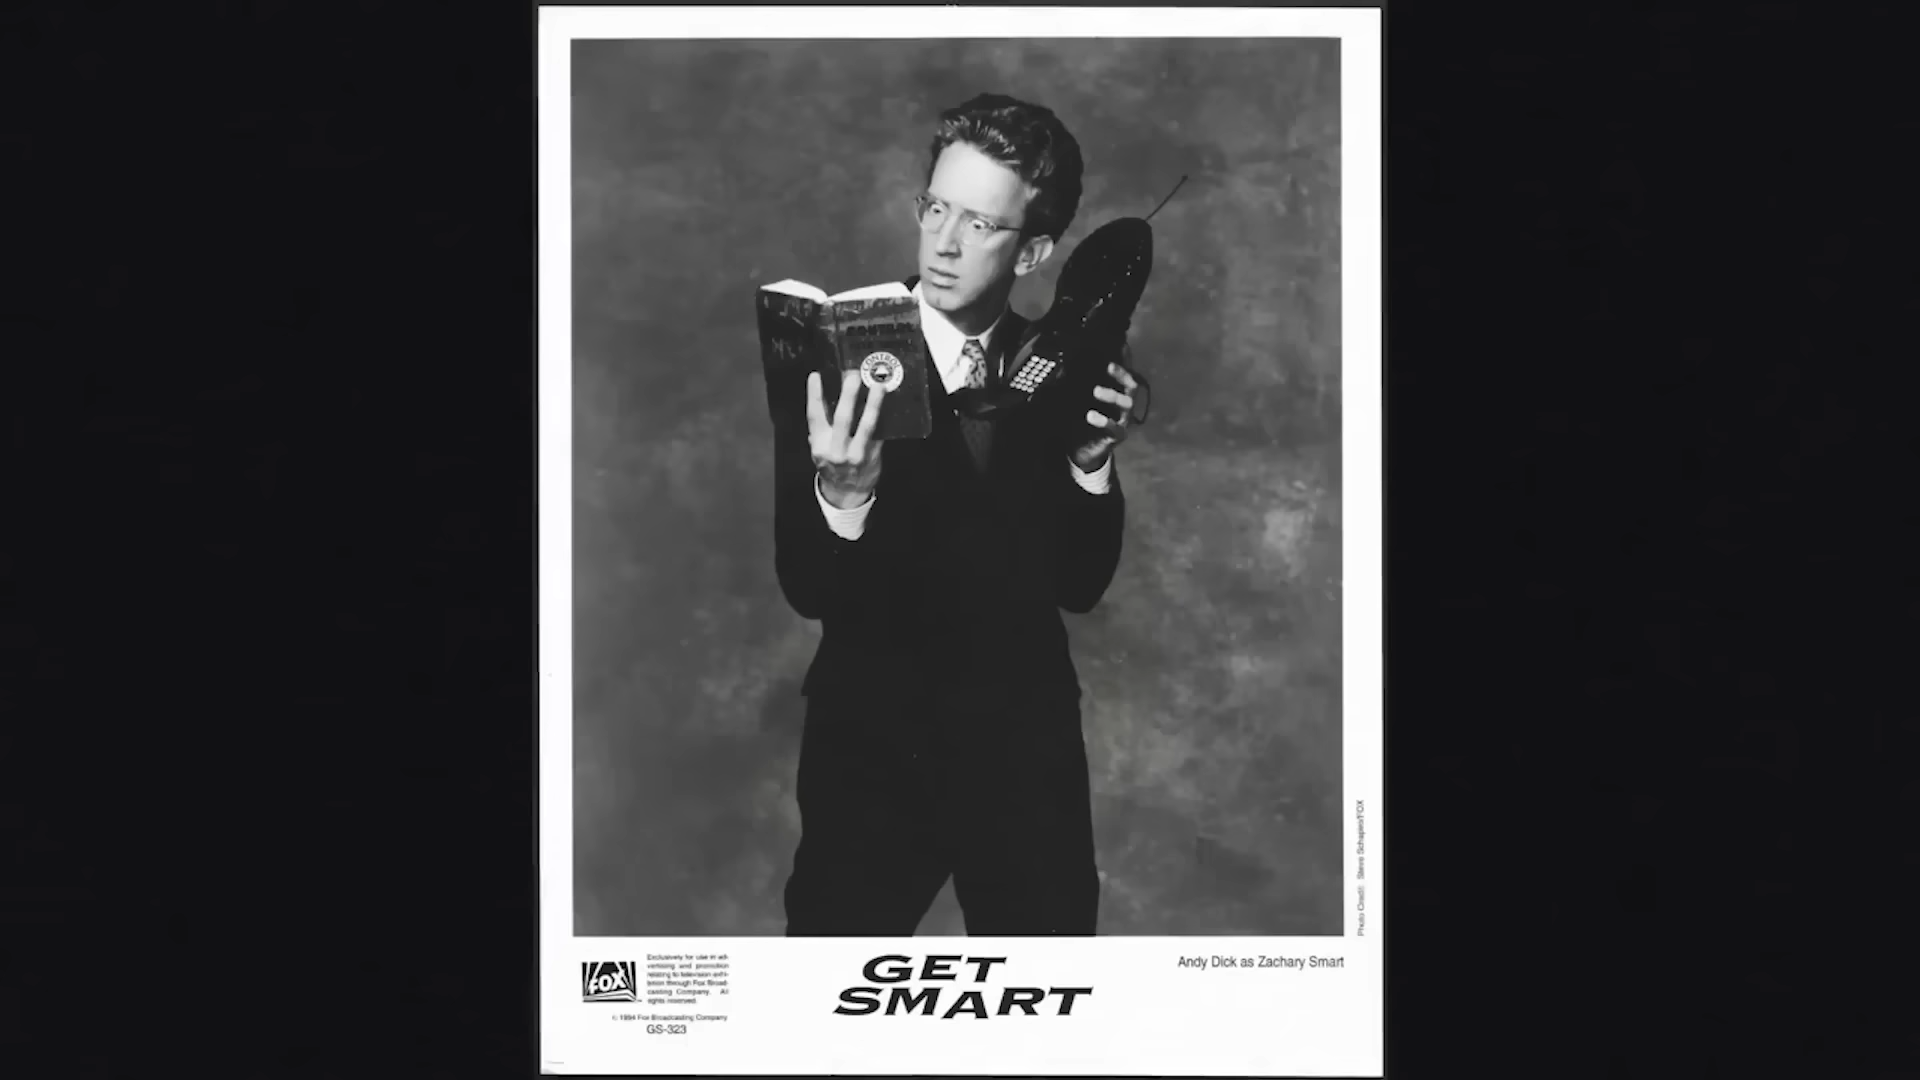 CONTROL
CONTROL
Photo Credit: Steve Schapiro/FOX
FOX
Exclusively for use in ad-
vertising and promotion
relating to television exhi-
bition through Fox Broad-
casting Company. All
rights reserved.
© 1994 Fox Broadcasting Company
GS-323
GET
SMART
Andy Dick as Zachary Smart